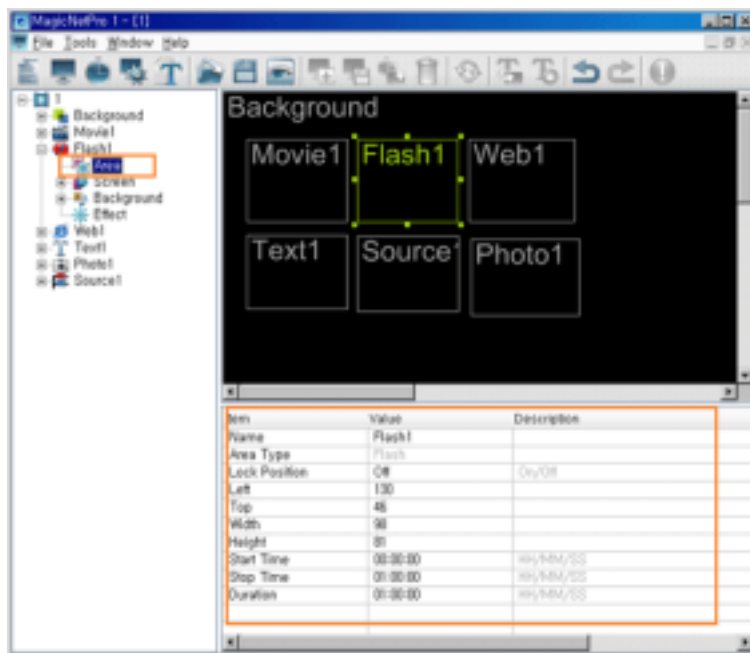 MagicNetPro 1 - [1]
File Tools Window Help
1
Background
Movie1
Flash1
Area
Screen
Background
Effect
Web1
Text1
Photo1
Source1
Background
Movie1 Flash1 Web1
Text1 Source1 Photo1
Item Value Description
Name Flash1
Area Type Flash
Lock Position Off On/Off
Left 130
Top 46
Width 98
Height 81
Start Time 00:00:00 HH/MM/SS
Stop Time 01:00:00 HH/MM/SS
Duration 01:00:00 HH/MM/SS